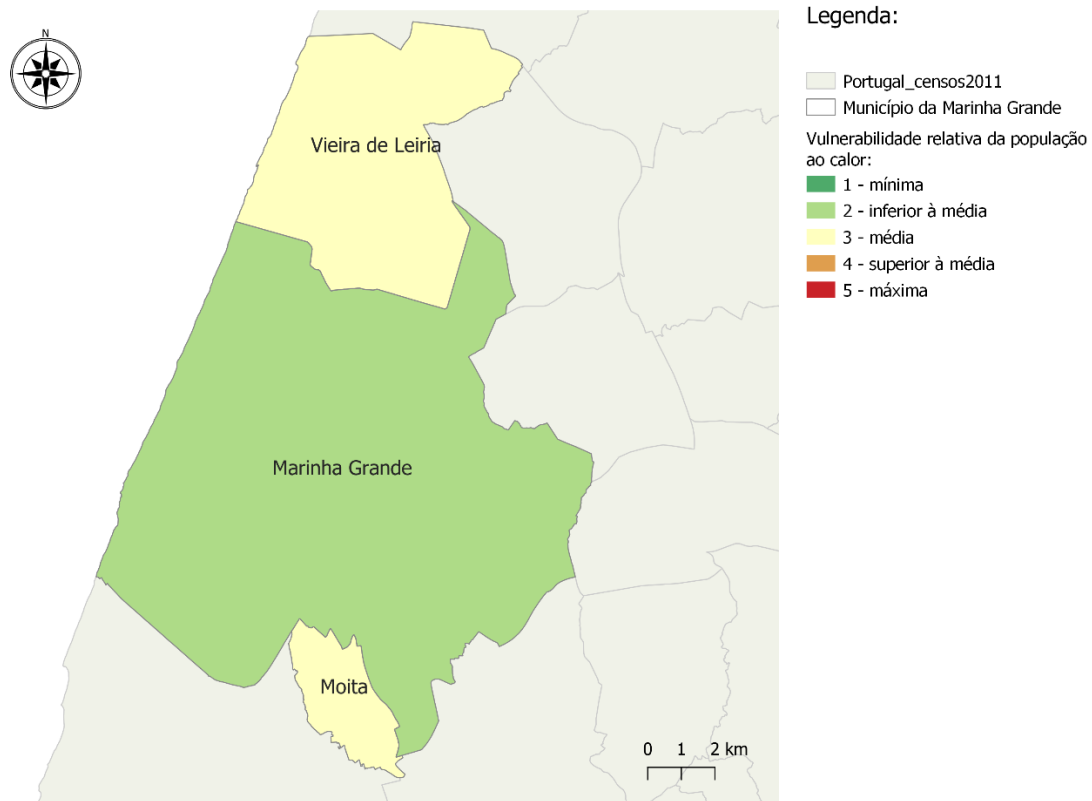 N
Vieira de Leiria
Marinha Grande
Moita
0 1 2 km
Legenda:
Portugal_censos2011
Município da Marinha Grande
Vulnerabilidade relativa da população
ao calor:
1 - mínima
2 - inferior à média
3 - média
4 - superior à média
5 - máxima